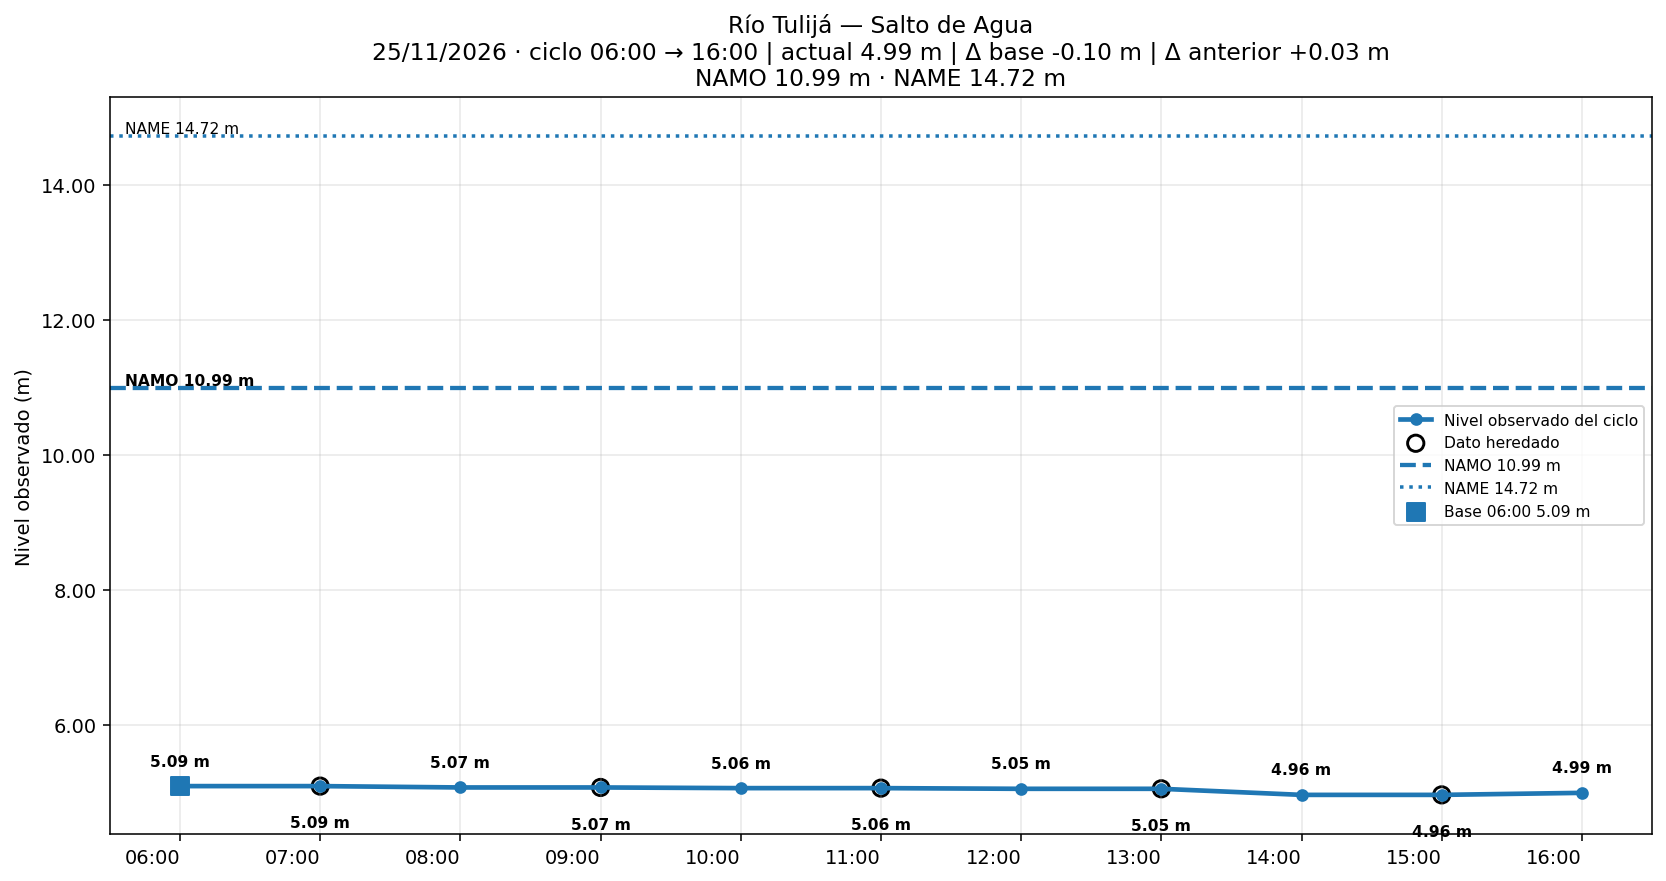 Río Tulijá — Salto de Agua
25/11/2026 · ciclo 06:00 → 16:00 | actual 4.99 m | Δ base -0.10 m | Δ anterior +0.03 m
NAMO 10.99 m · NAME 14.72 m
NAME 14.72 m
14.00
12.00
NAMO 10.99 m
Nivel observado (m)
Nivel observado del ciclo
Dato heredado
NAMO 10.99 m
NAME 14.72 m
Base 06:00 5.09 m
10.00
8.00
6.00
5.09 m
5.07 m
5.06 m
5.05 m
4.96 m
4.99 m
5.09 m
5.07 m
5.06 m
5.05 m
4.96 m
06:00
07:00
08:00
09:00
10:00
11:00
12:00
13:00
14:00
15:00
16:00